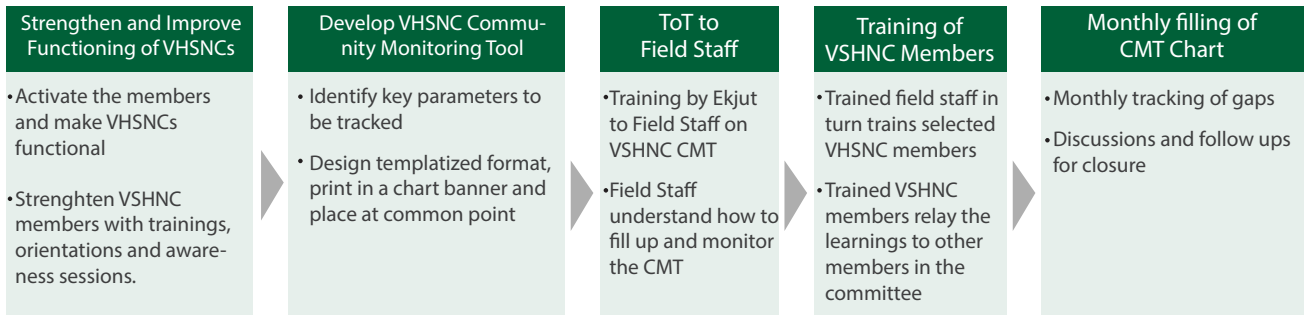 Strengthen and Improve
Functioning of VHSNCs
•Activate the members
and make VHSNCs
functional
•Strenghten VSHNC
members with trainings,
orientations and aware-
ness sessions.
Develop VHSNC Commu-
nity Monitoring Tool
• Identify key parameters to
be tracked
• Design templatized format,
print in a chart banner and
place at common point
ToT to
Field Staff
•Training by Ekjut
to Field Staff on
VSHNC CMT
•Field Staff
understand how to
fill up and monitor
the CMT
Training of
VSHNC Members
•Trained field staff in
turn trains selected
VHSNC members
•Trained VSHNC
members relay the
learnings to other
members in the
committee
Monthly filling of
CMT Chart
•Monthly tracking of gaps
•Discussions and follow ups
for closure